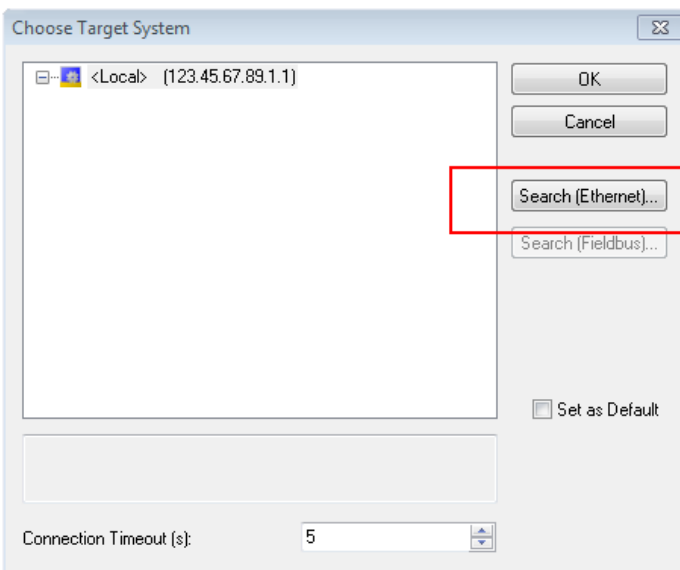 Choose Target System
<Local> (123.45.67.89.1.1)
OK
Cancel
Search (Ethernet)...
Search (Fieldbus)...
Set as Default
Connection Timeout (s): 5